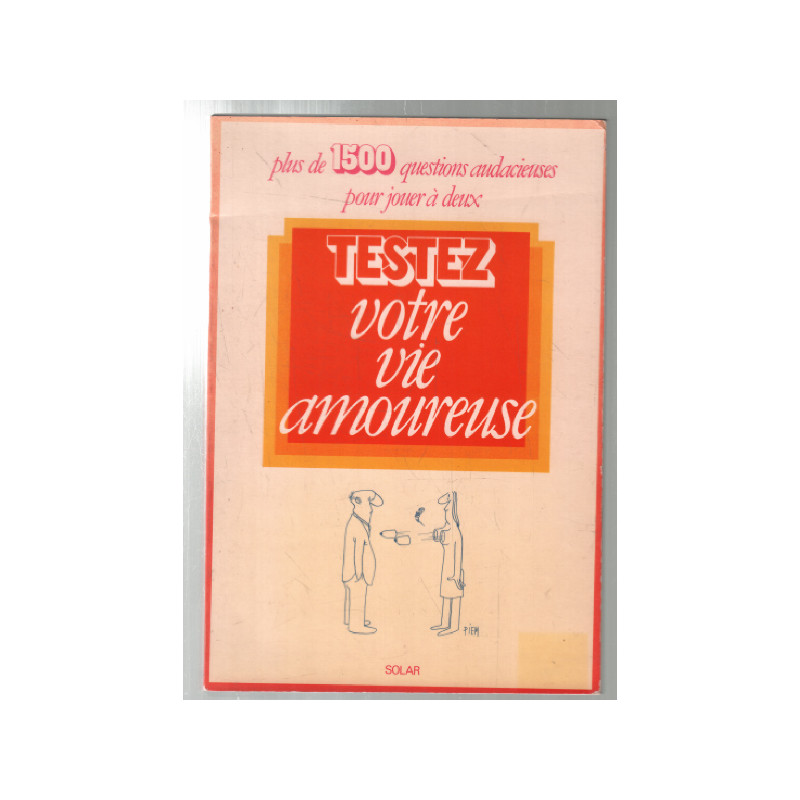 plus de 1500 questions audacieuses
pour jouer à deux
TESTEZ
votre
vie
amoureuse
PIEM
SOLAR